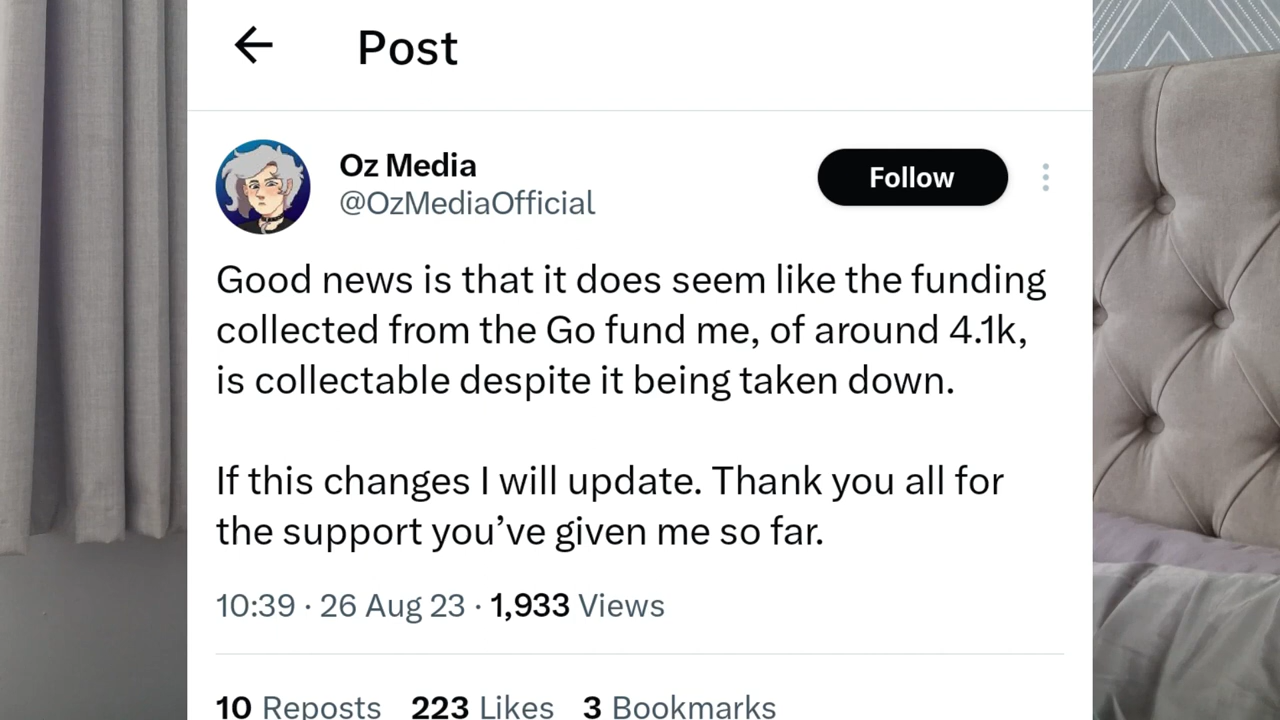 Post
Oz Media
@OzMediaOfficial
Follow
Good news is that it does seem like the funding
collected from the Go fund me, of around 4.1k,
is collectable despite it being taken down.
If this changes I will update. Thank you all for
the support you’ve given me so far.
10:39 · 26 Aug 23 · 1,933 Views
10 Reposts 223 Likes 3 Bookmarks